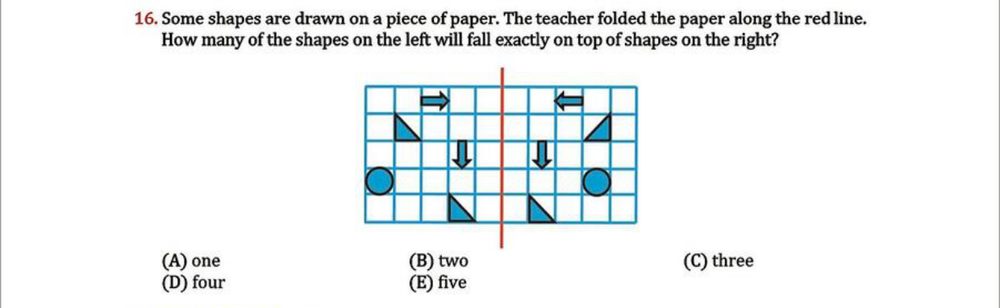 16. Some shapes are drawn on a piece of paper. The teacher folded the paper along the red line.
How many of the shapes on the left will fall exactly on top of shapes on the right?
(A) one (B) two (C) three
(D) four (E) five